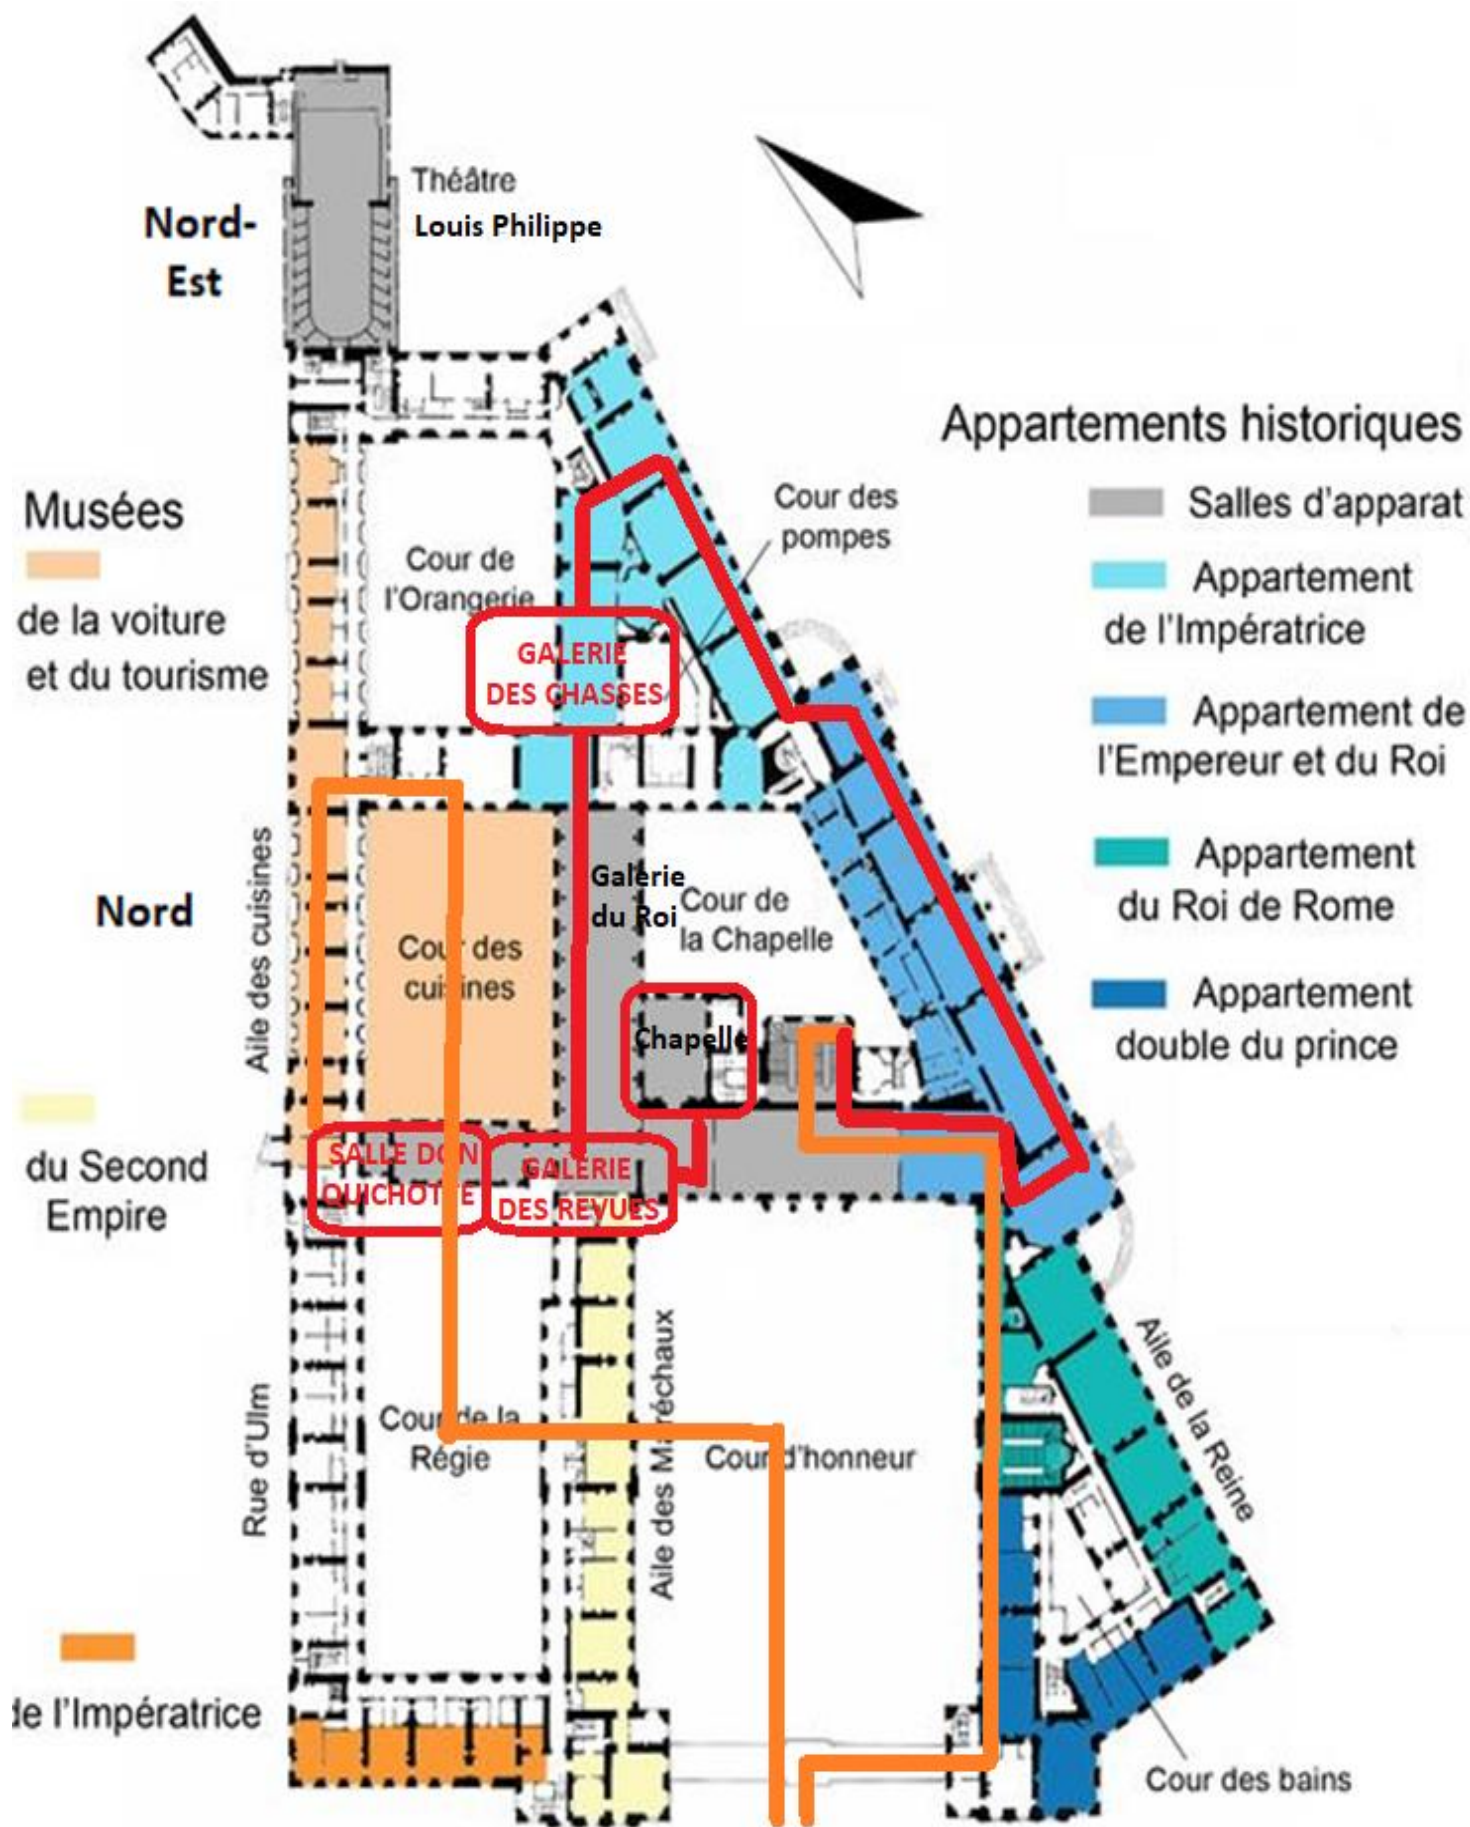 Théâtre
Louis Philippe
Nord-
Est
Appartements historiques
Salles d'apparat
Appartement
de l'Impératrice
Appartement de
l'Empereur et du Roi
Appartement
du Roi de Rome
Appartement
double du prince
Musées
de la voiture
et du tourisme
du Second
Empire
de l'Impératrice
Cour des
pompes
Cour de
l'Orangerie
GALERIE
DES CHASSES
Aile des cuisines
Nord
Galerie
du Roi
Cour de
la Chapelle
Cour des
cuisines
Chapelle
SALLE DON
QUICHOTTE
GALERIE
DES REVUES
Rue d'Ulm
Cour de la
Régie
Aile des Maréchaux
Cour d'honneur
Aile de la Reine
Cour des bains